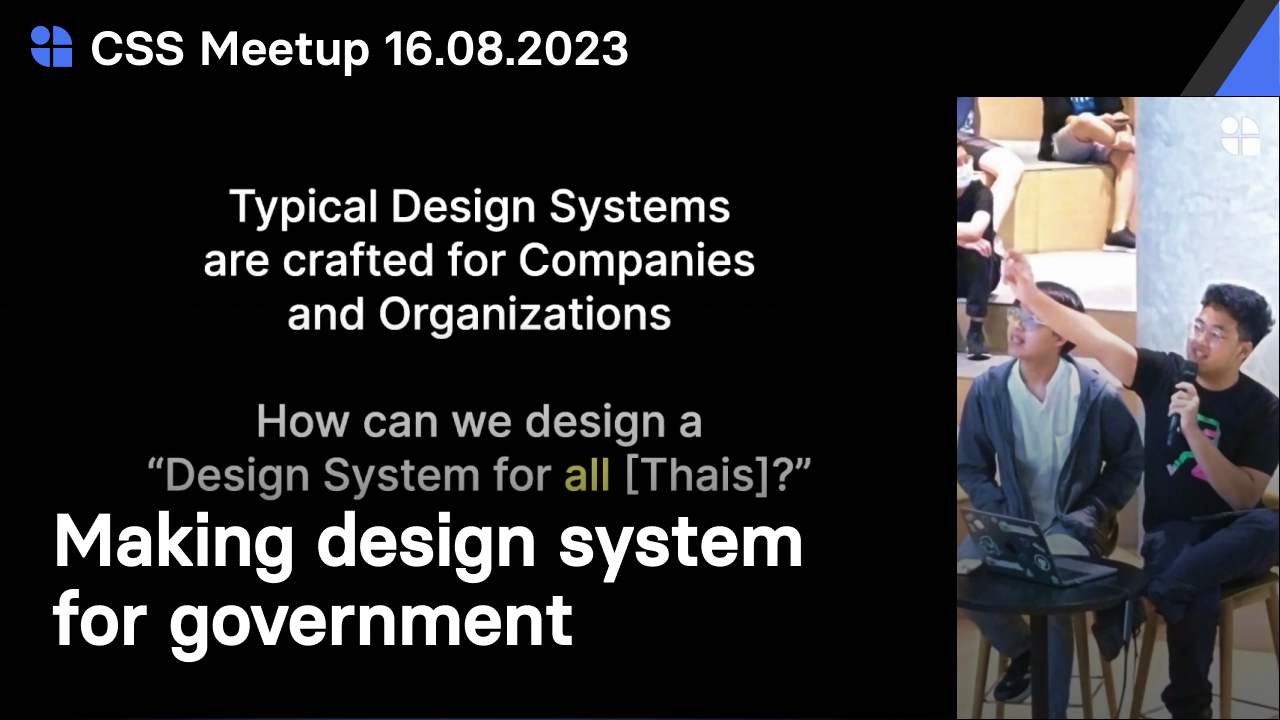 CSS Meetup 16.08.2023
Typical Design Systems
are crafted for Companies
and Organizations
How can we design a
“Design System for all [Thais]?”
Making design system
for government